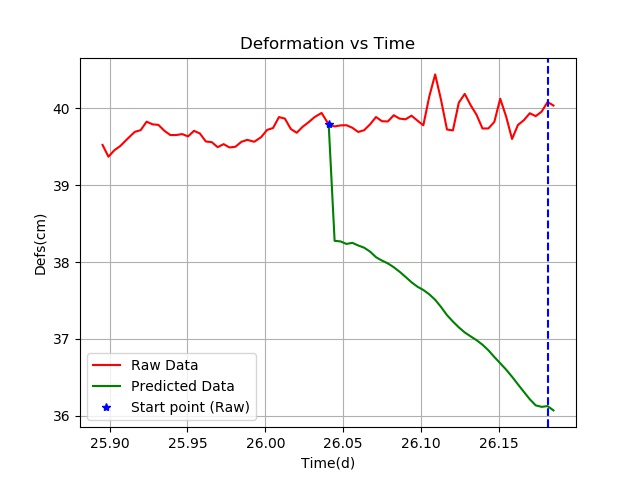 Deformation vs Time
Defs(cm)
40
39
38
37
36
Raw Data
Predicted Data
Start point (Raw)
25.90 25.95 26.00 26.05 26.10 26.15
Time(d)